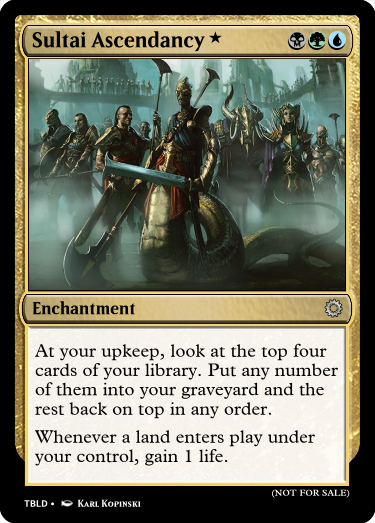 Sultai Ascendancy ★
Enchantment
At your upkeep, look at the top four
cards of your library. Put any number
of them into your graveyard and the
rest back on top in any order.
Whenever a land enters play under
your control, gain 1 life.
(NOT FOR SALE)
TBLD • Karl Kopinski